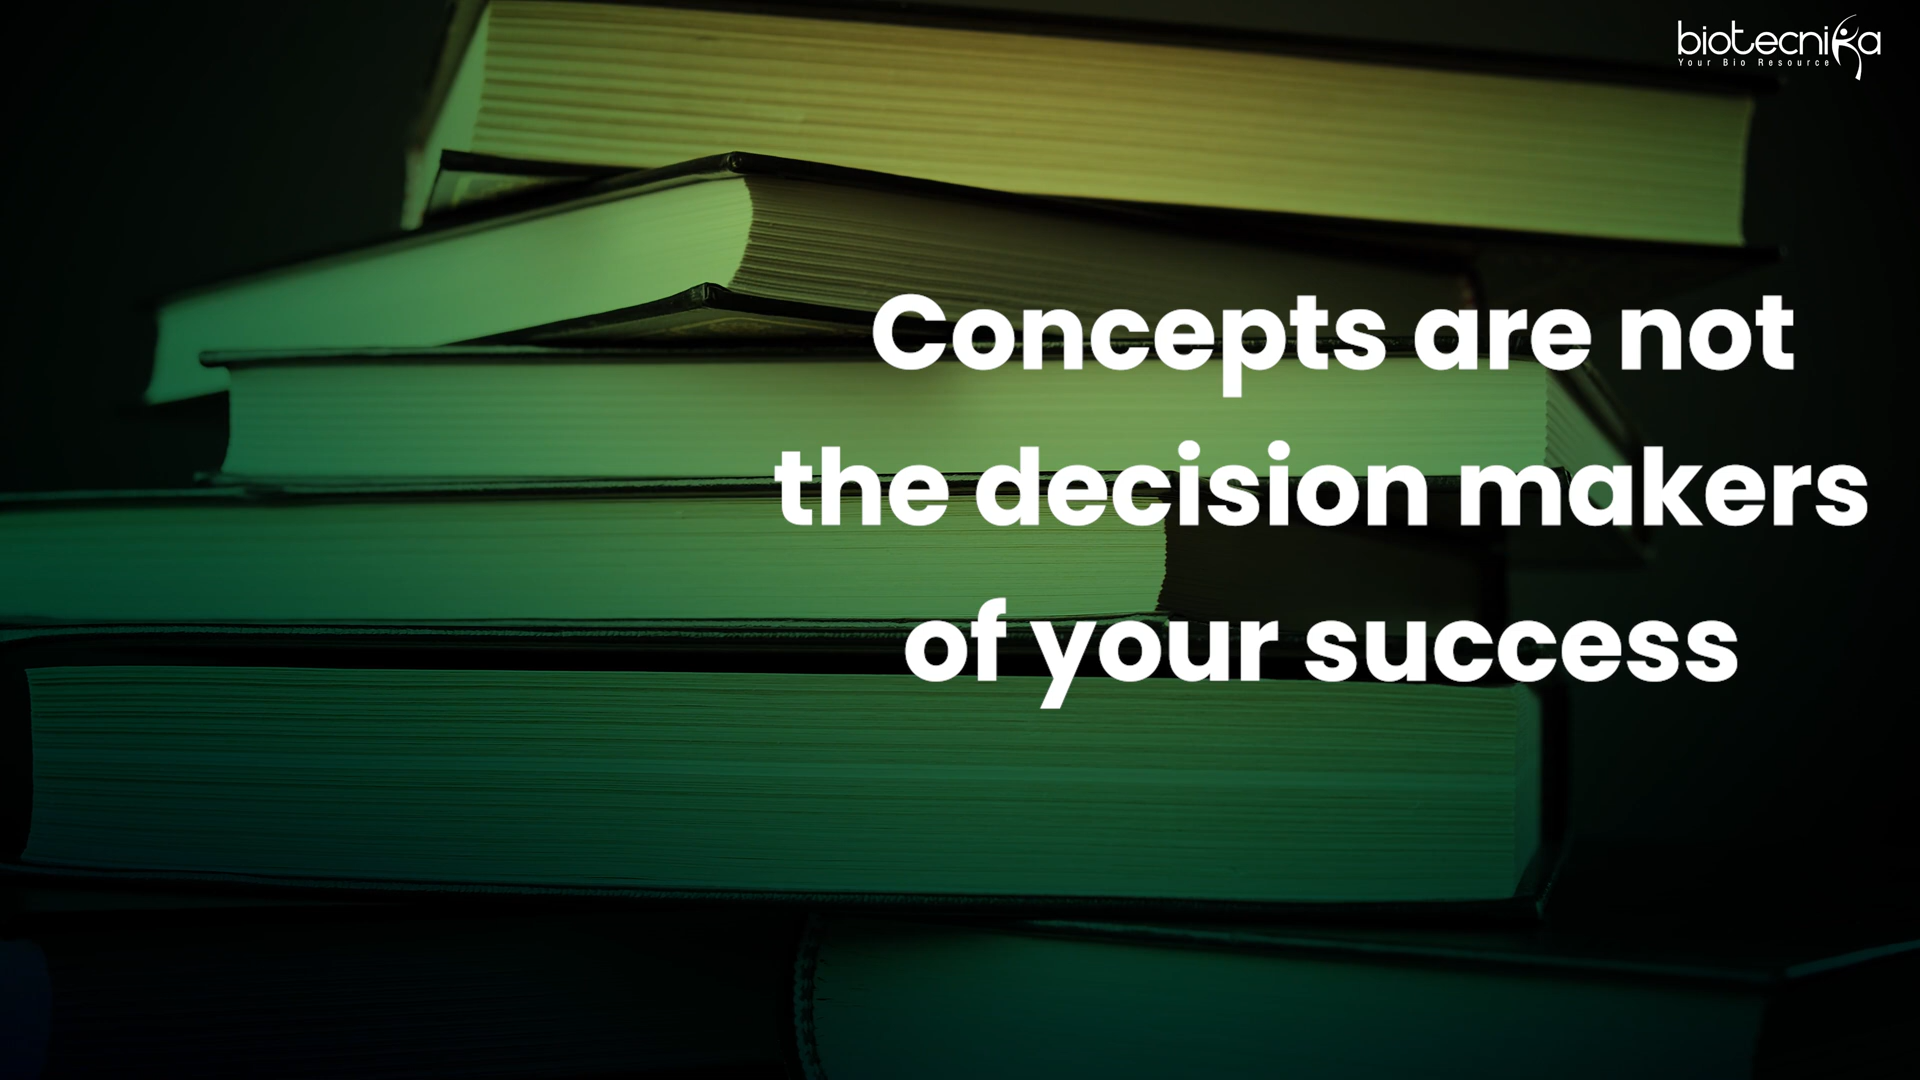 biotecnika
Your Bio Resource
Concepts are not
the decision makers
of your success